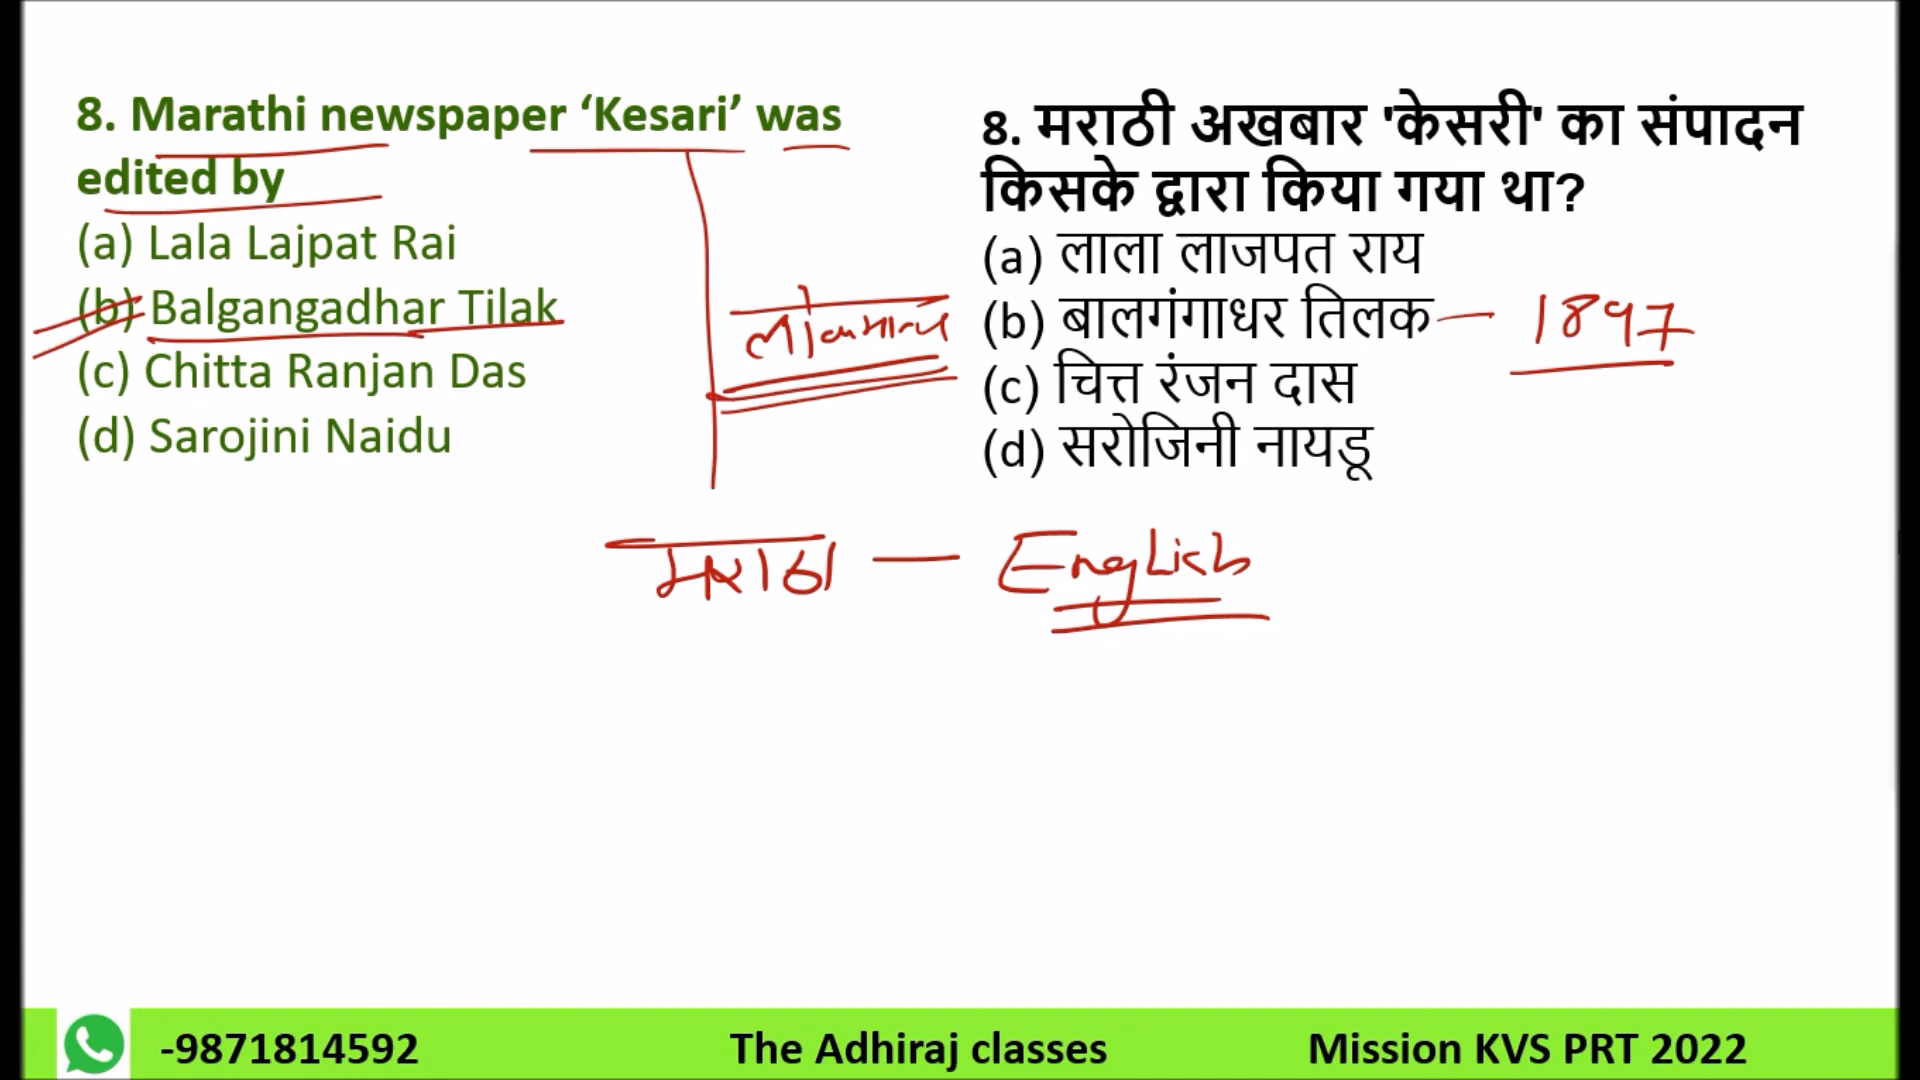 8. Marathi newspaper ‘Kesari’ was
edited by
(a) Lala Lajpat Rai
(b) Balgangadhar Tilak
(c) Chitta Ranjan Das
(d) Sarojini Naidu
लोकमान्य
8. मराठी अखबार 'केसरी' का संपादन
किसके द्वारा किया गया था?
(a) लाला लाजपत राय
(b) बालगंगाधर तिलक — 1897
(c) चित्त रंजन दास
(d) सरोजिनी नायडू
मराठा — English
-9871814592 The Adhiraj classes Mission KVS PRT 2022